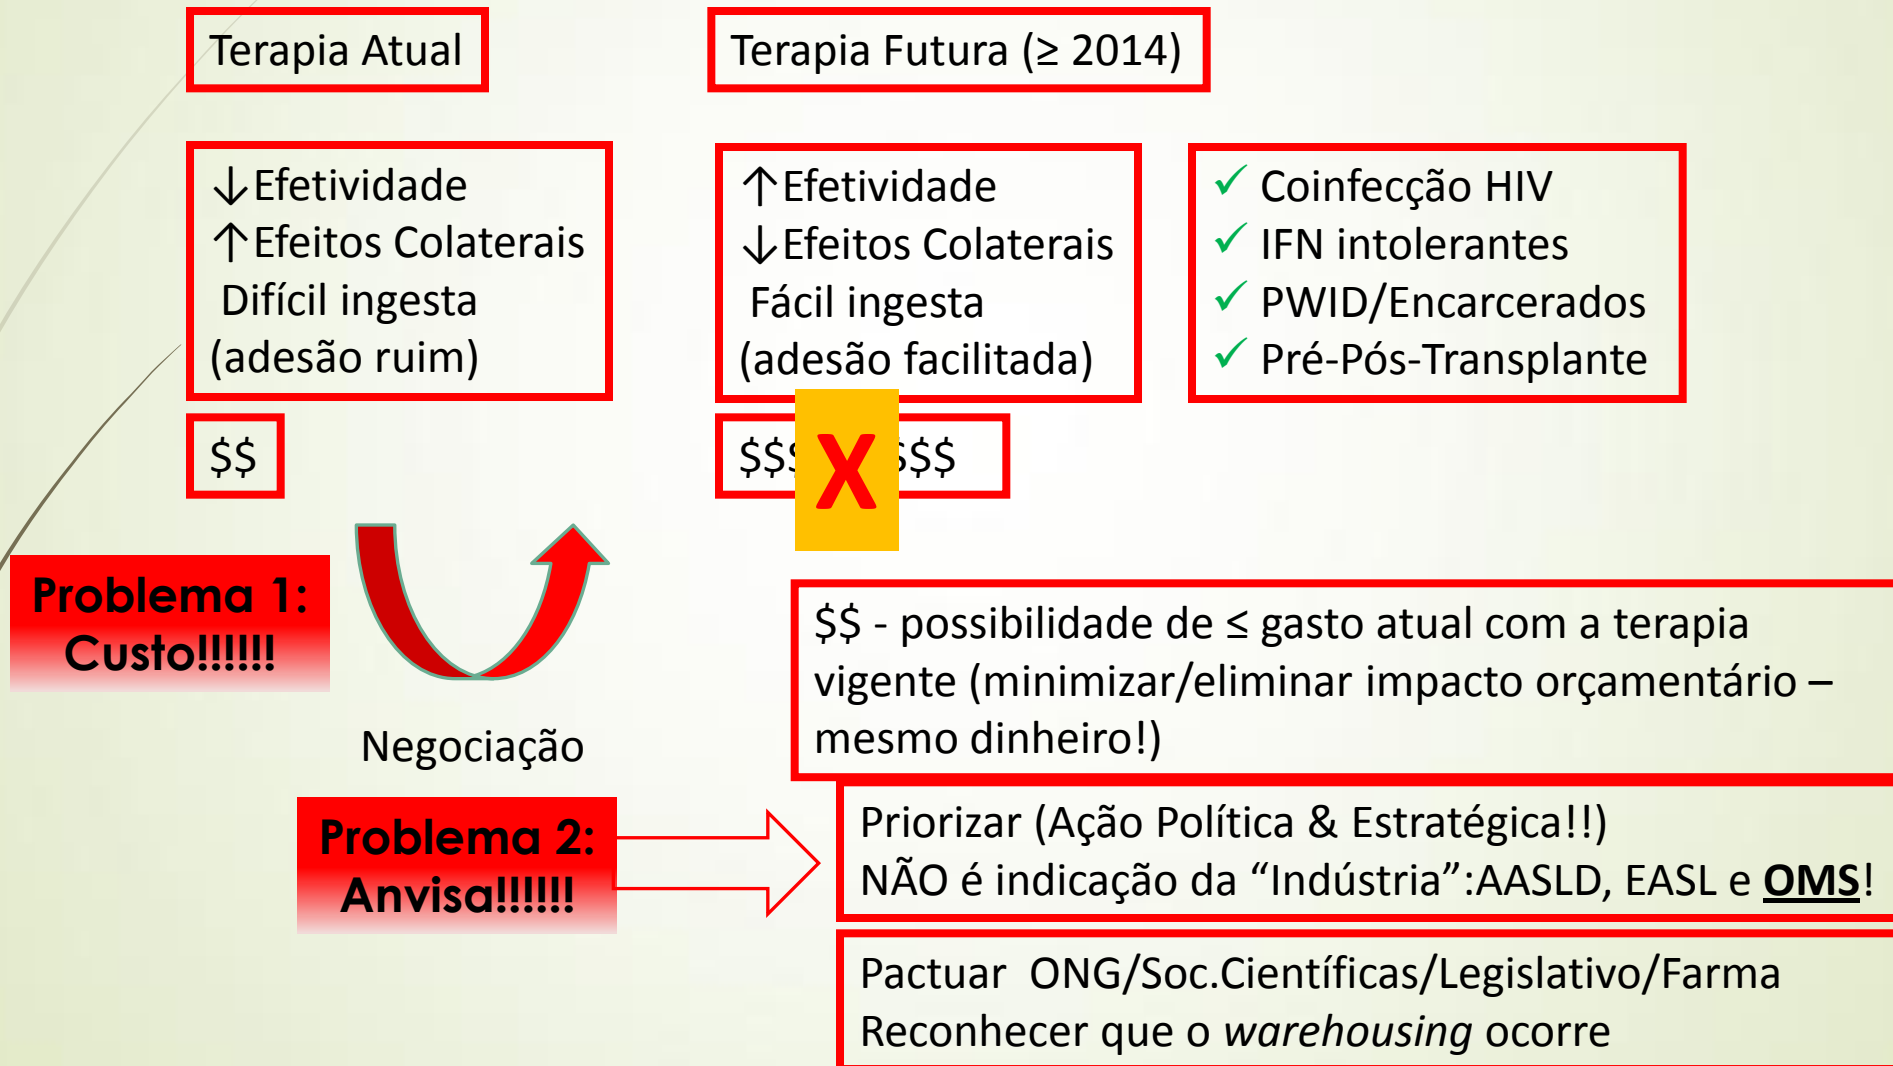 Terapia Atual
Terapia Futura (≥ 2014)
↓Efetividade
↑Efeitos Colaterais
Difícil ingesta
(adesão ruim)
↑Efetividade
↓Efeitos Colaterais
Fácil ingesta
(adesão facilitada)
✓ Coinfecção HIV
✓ IFN intolerantes
✓ PWID/Encarcerados
✓ Pré-Pós-Transplante
$$
$$$ X $$$
Problema 1:
Custo!!!!!!
Negociação
$$ - possibilidade de ≤ gasto atual com a terapia
vigente (minimizar/eliminar impacto orçamentário –
mesmo dinheiro!)
Problema 2:
Anvisa!!!!!!
Priorizar (Ação Política & Estratégica!!)
NÃO é indicação da “Indústria”:AASLD, EASL e OMS!
Pactuar ONG/Soc.Científicas/Legislativo/Farma
Reconhecer que o warehousing ocorre